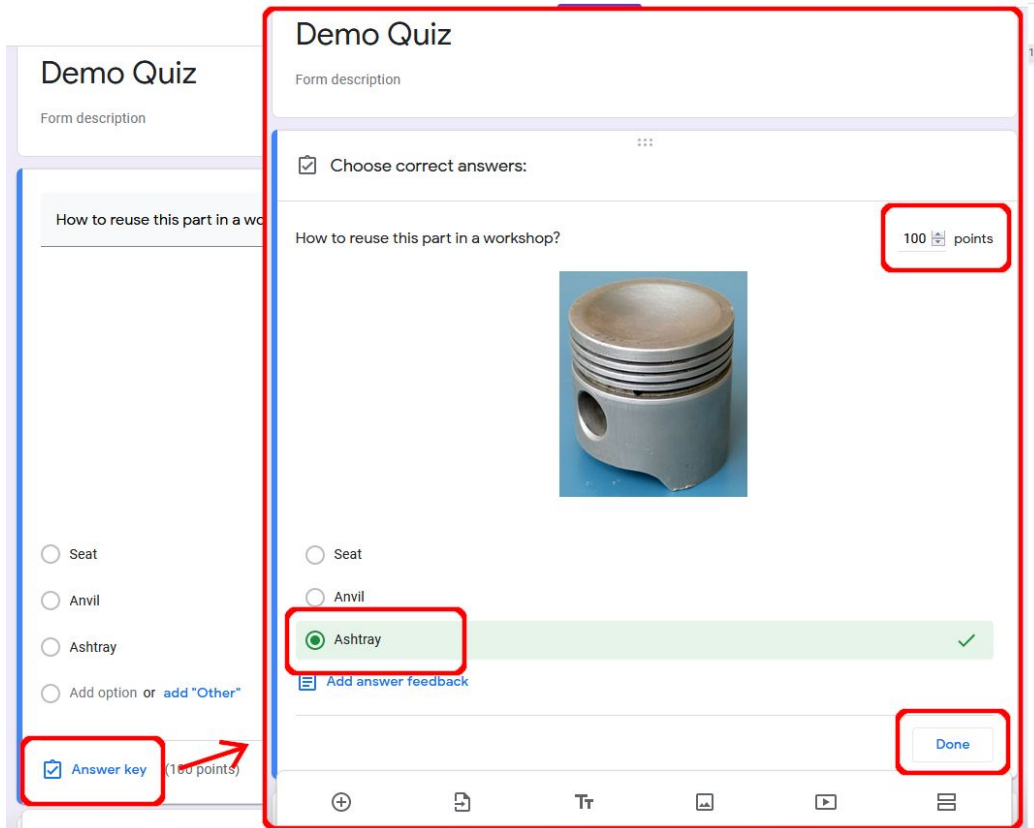 Demo Quiz
Form description
How to reuse this part in a wo
Seat
Anvil
Ashtray
Add option or add "Other"
Answer key (100 points)
Demo Quiz
Form description
Choose correct answers:
How to reuse this part in a workshop? 100 points
Seat
Anvil
Ashtray
Add answer feedback
Done